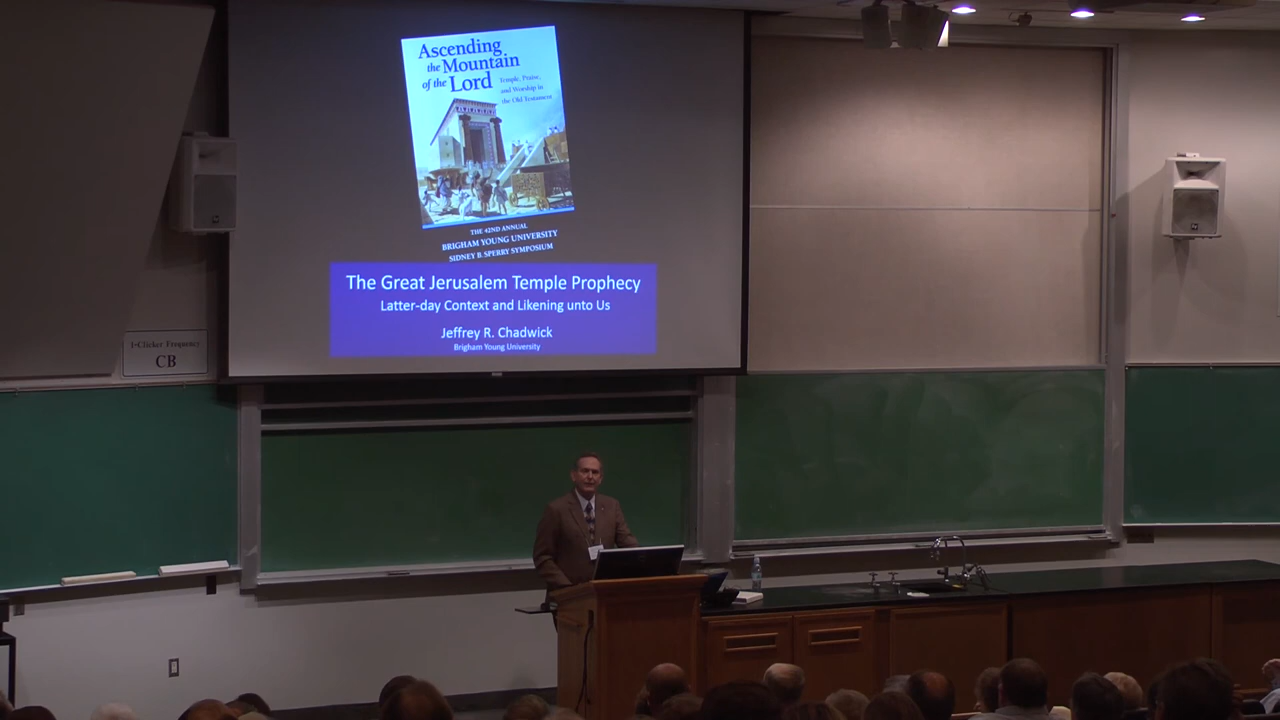 Ascending
the Mountain
of the Lord
Temple, Praise,
and Worship in
the Old Testament
THE 42ND ANNUAL
BRIGHAM YOUNG UNIVERSITY
SIDNEY B. SPERRY SYMPOSIUM
The Great Jerusalem Temple Prophecy
Latter-day Context and Likening unto Us
Jeffrey R. Chadwick
Brigham Young University
I-Clicker Frequency
CB